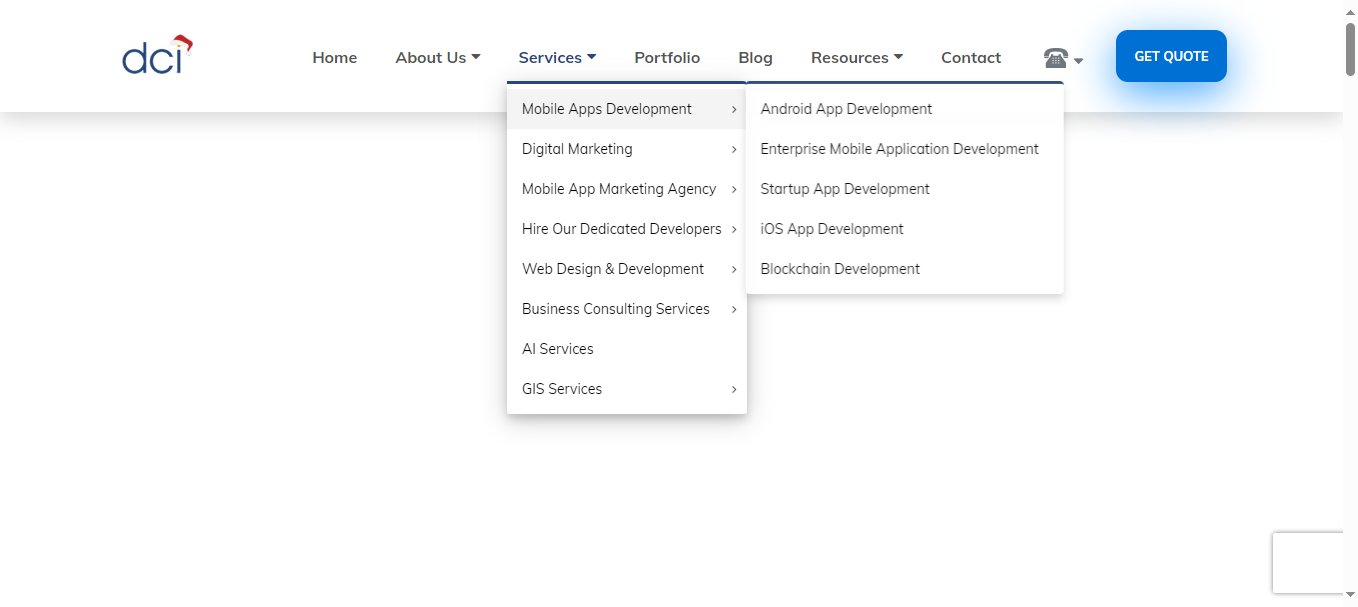 dci
Home About Us Services Portfolio Blog Resources Contact GET QUOTE
Mobile Apps Development
Digital Marketing
Mobile App Marketing Agency
Hire Our Dedicated Developers
Web Design & Development
Business Consulting Services
AI Services
GIS Services
Android App Development
Enterprise Mobile Application Development
Startup App Development
iOS App Development
Blockchain Development